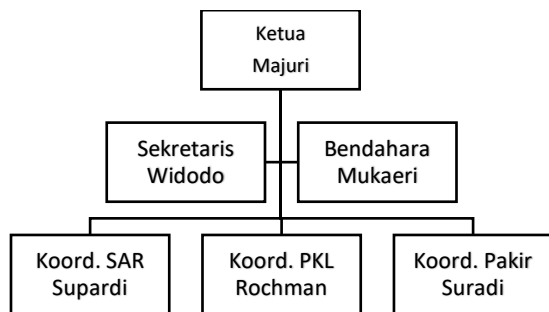 Ketua
Majuri
Sekretaris
Widodo
Bendahara
Mukaeri
Koord. SAR
Supardi
Koord. PKL
Rochman
Koord. Pakir
Suradi